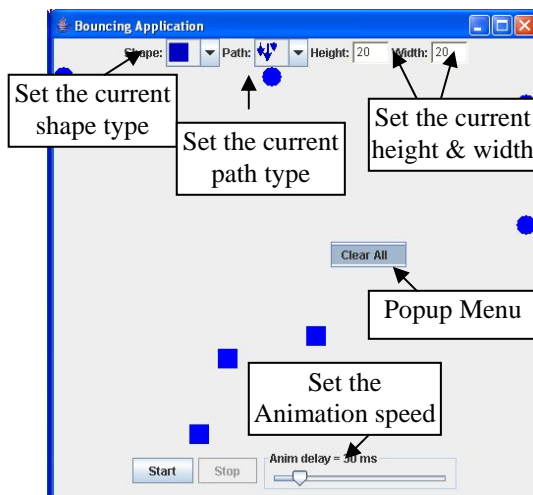 Bouncing Application
Shape: Path: Height: 20 Width: 20
Set the current
shape type
Set the current
path type
Set the current
height & width
Clear All
Popup Menu
Set the
Animation speed
Anim delay = 30 ms
Start Stop